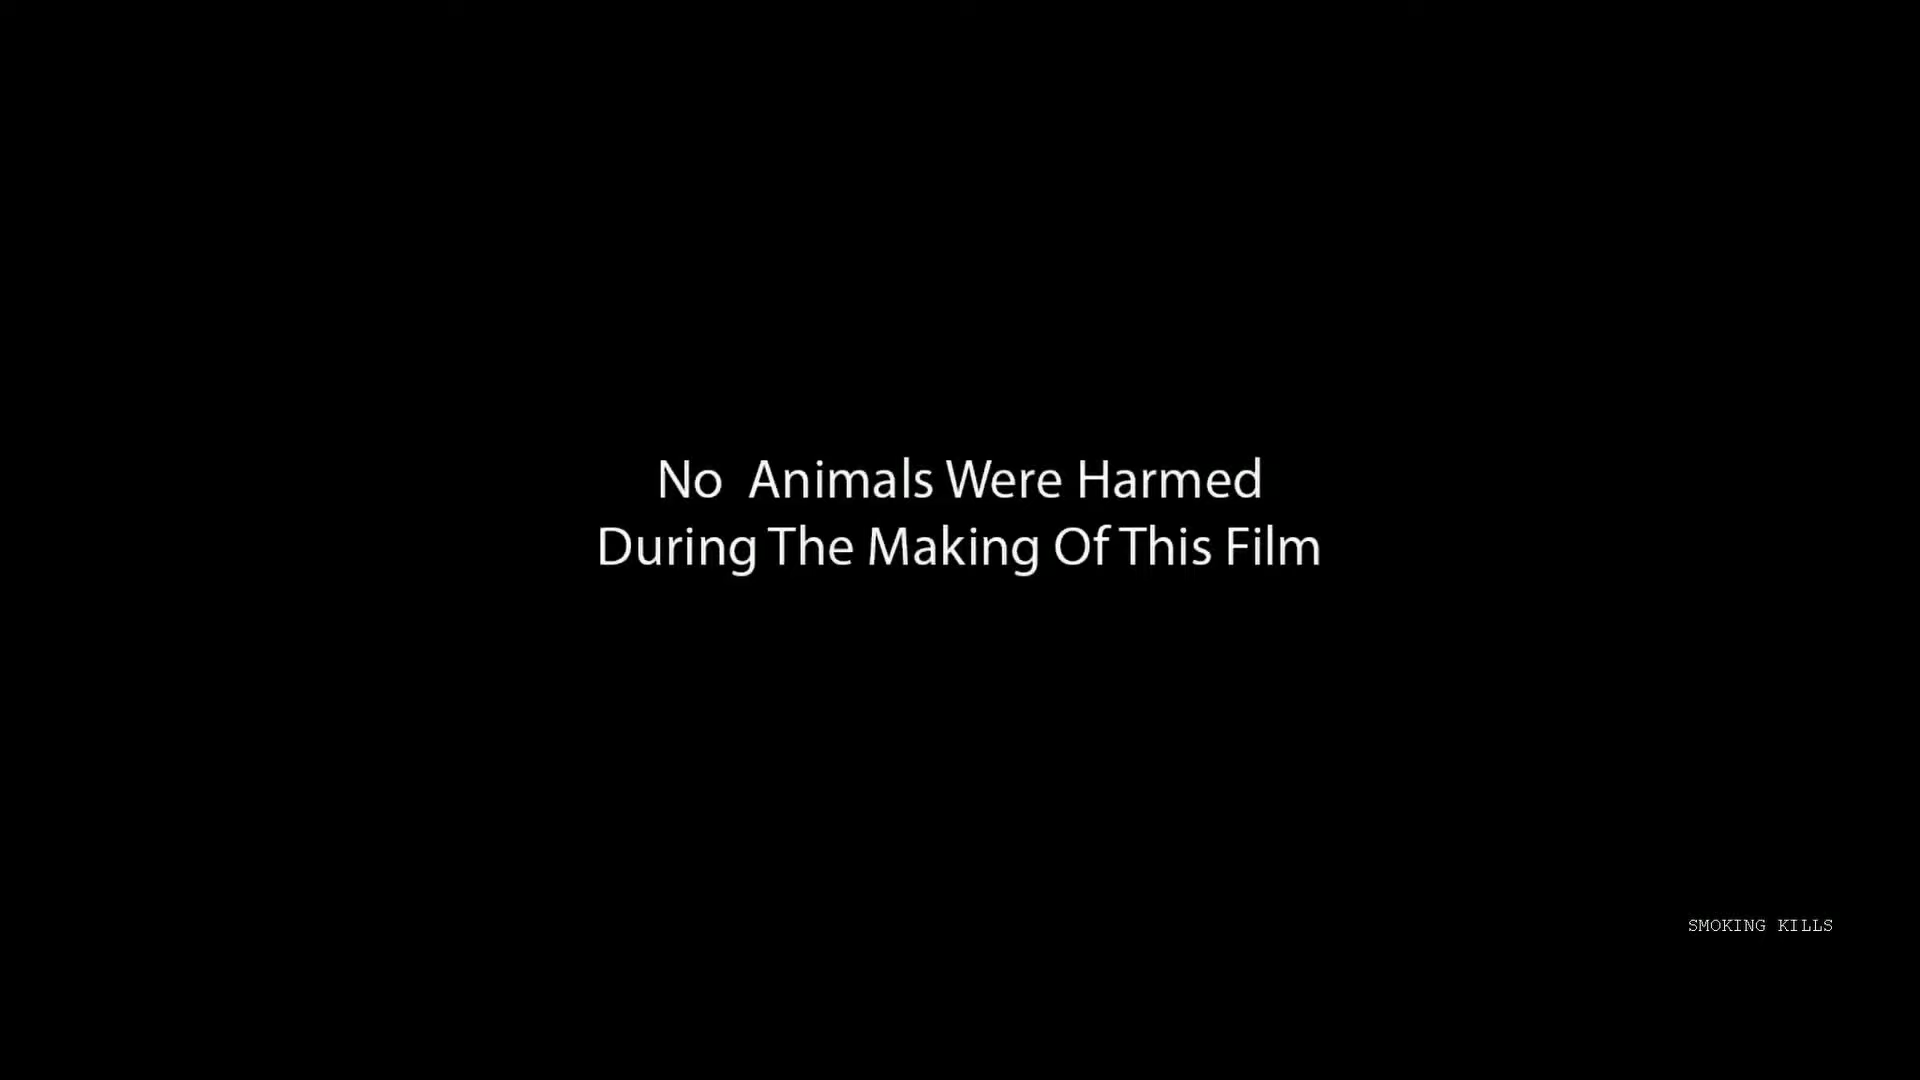 No  Animals Were Harmed
During The Making Of This Film
SMOKING KILLS